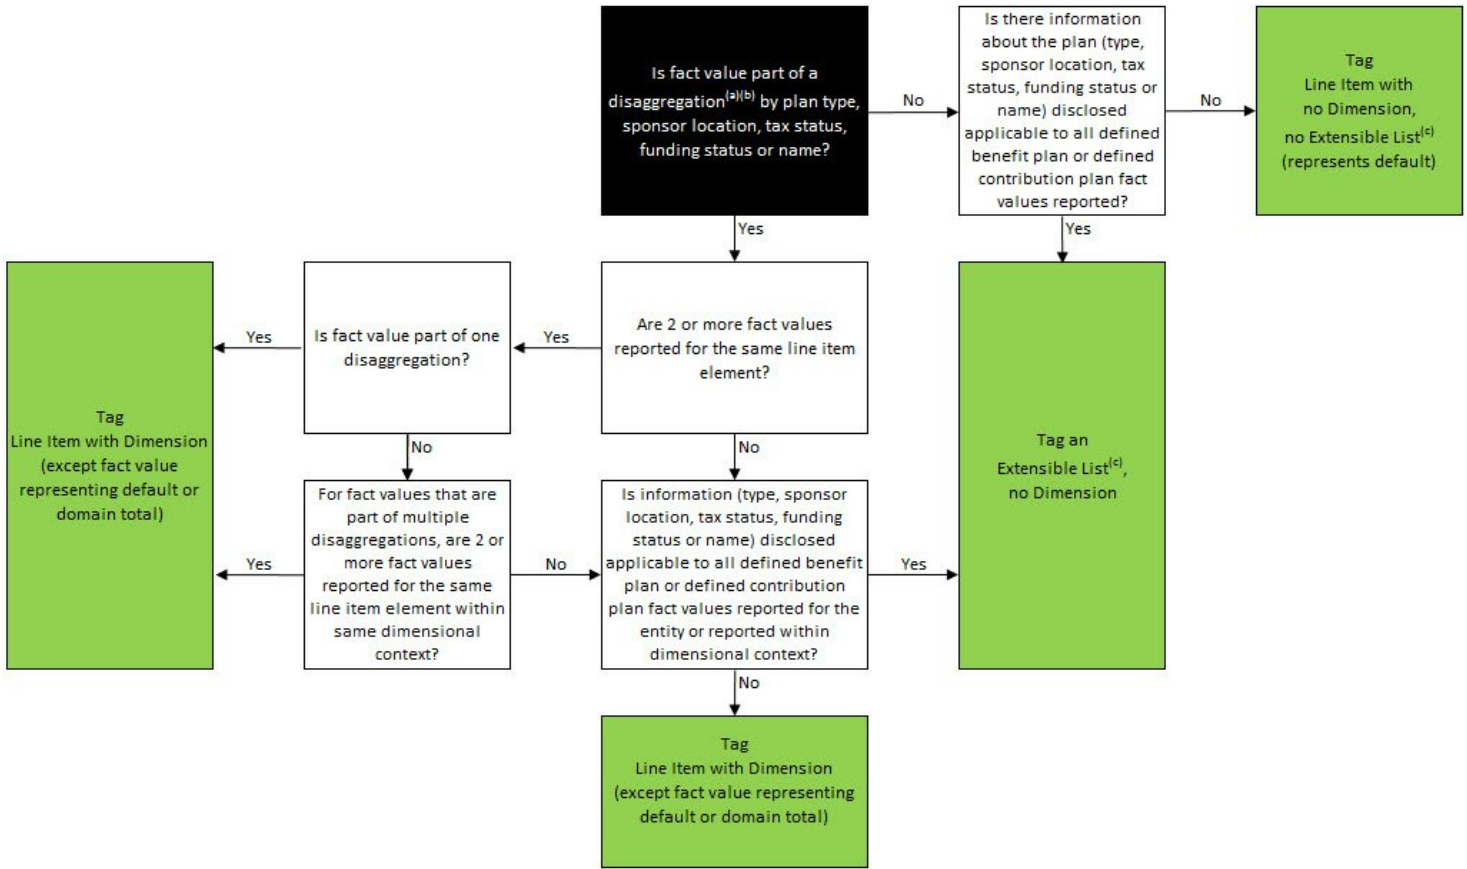 Is fact value part of a
disaggregation(a)(b) by plan type,
sponsor location, tax status,
funding status or name?
No
Is there information
about the plan (type,
sponsor location, tax
status, funding status or
name) disclosed
applicable to all defined
benefit plan or defined
contribution plan fact
values reported?
No
Tag
Line Item with
no Dimension,
no Extensible List(c)
(represents default)
Yes
Yes
Tag
Line Item with Dimension
(except fact value
representing default or
domain total)
Yes
Is fact value part of one
disaggregation?
Yes
Are 2 or more fact values
reported for the same line item
element?
Tag an
Extensible List(c),
no Dimension
No
No
Yes
For fact values that are
part of multiple
disaggregations, are 2 or
more fact values
reported for the same
line item element within
same dimensional
context?
No
Is information (type, sponsor
location, tax status, funding
status or name) disclosed
applicable to all defined benefit
plan or defined contribution
plan fact values reported for the
entity or reported within
dimensional context?
Yes
No
Tag
Line Item with Dimension
(except fact value representing
default or domain total)